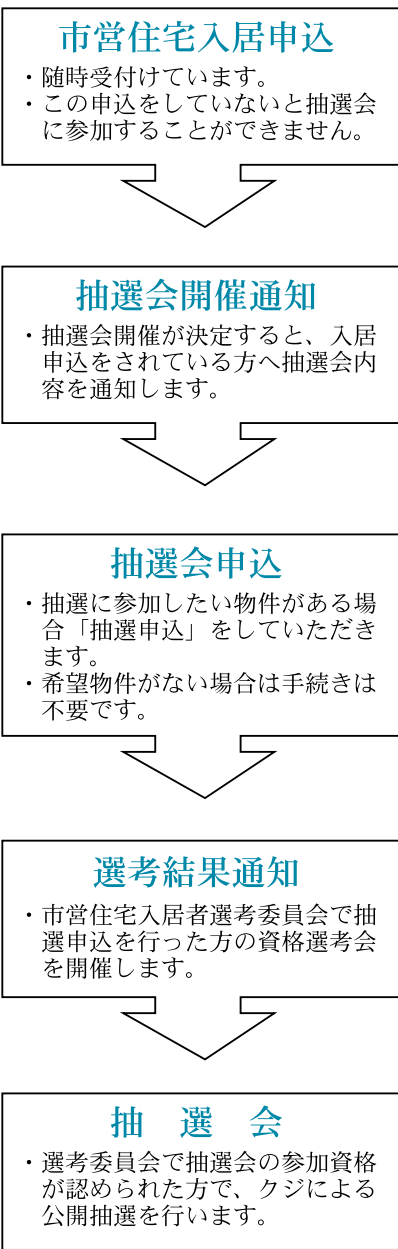 市営住宅入居申込
・随時受付けています。
・この申込をしていないと抽選会
に参加することができません。
抽選会開催通知
・抽選会開催が決定すると、入居
申込をされている方へ抽選会内
容を通知します。
抽選会申込
・抽選に参加したい物件がある場
合「抽選申込」をしていただき
ます。
・希望物件がない場合は手続きは
不要です。
選考結果通知
・市営住宅入居者選考委員会で抽
選申込を行った方の資格選考会
を開催します。
抽　選　会
・選考委員会で抽選会の参加資格
が認められた方で、クジによる
公開抽選を行います。